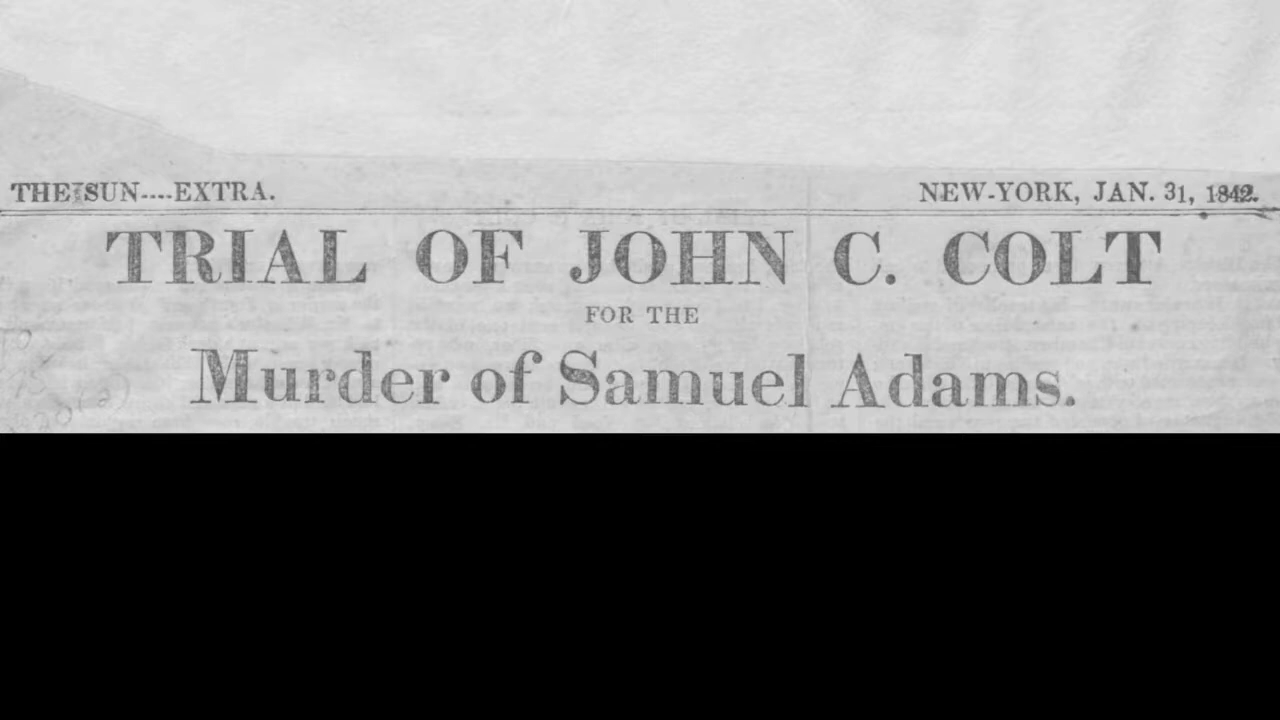 THE SUN----EXTRA. NEW-YORK, JAN. 31, 1842.
TRIAL OF JOHN C. COLT
FOR THE
Murder of Samuel Adams.